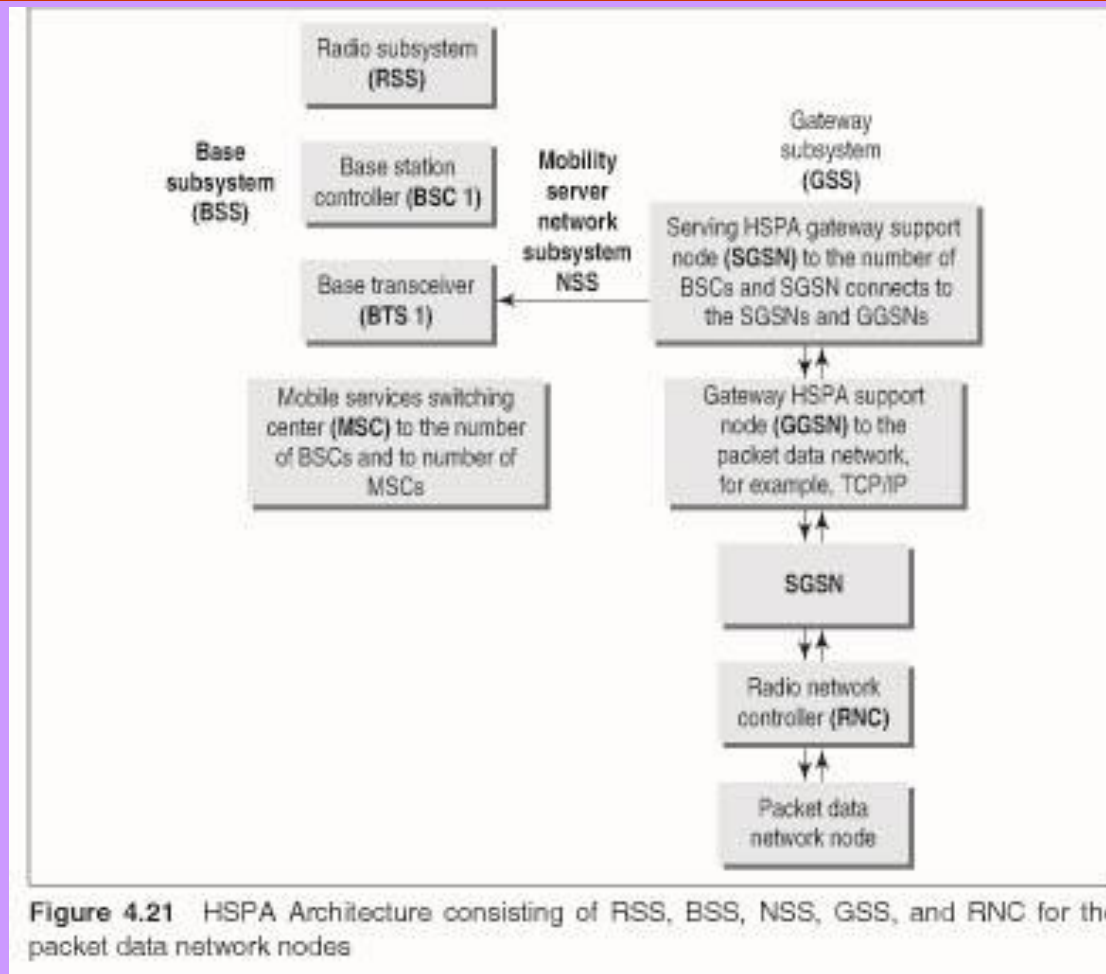 Radio subsystem
(RSS)
Base
subsystem
(BSS)
Base station
controller (BSC 1)
Base transceiver
(BTS 1)
Mobile services switching
center (MSC) to the number
of BSCs and to number of
MSCs
Mobility
server
network
subsystem
NSS
Gateway
subsystem
(GSS)
Serving HSPA gateway support
node (SGSN) to the number of
BSCs and SGSN connects to
the SGSNs and GGSNs
Gateway HSPA support
node (GGSN) to the
packet data network,
for example, TCP/IP
SGSN
Radio network
controller (RNC)
Packet data
network node
Figure 4.21 HSPA Architecture consisting of RSS, BSS, NSS, GSS, and RNC for the
packet data network nodes